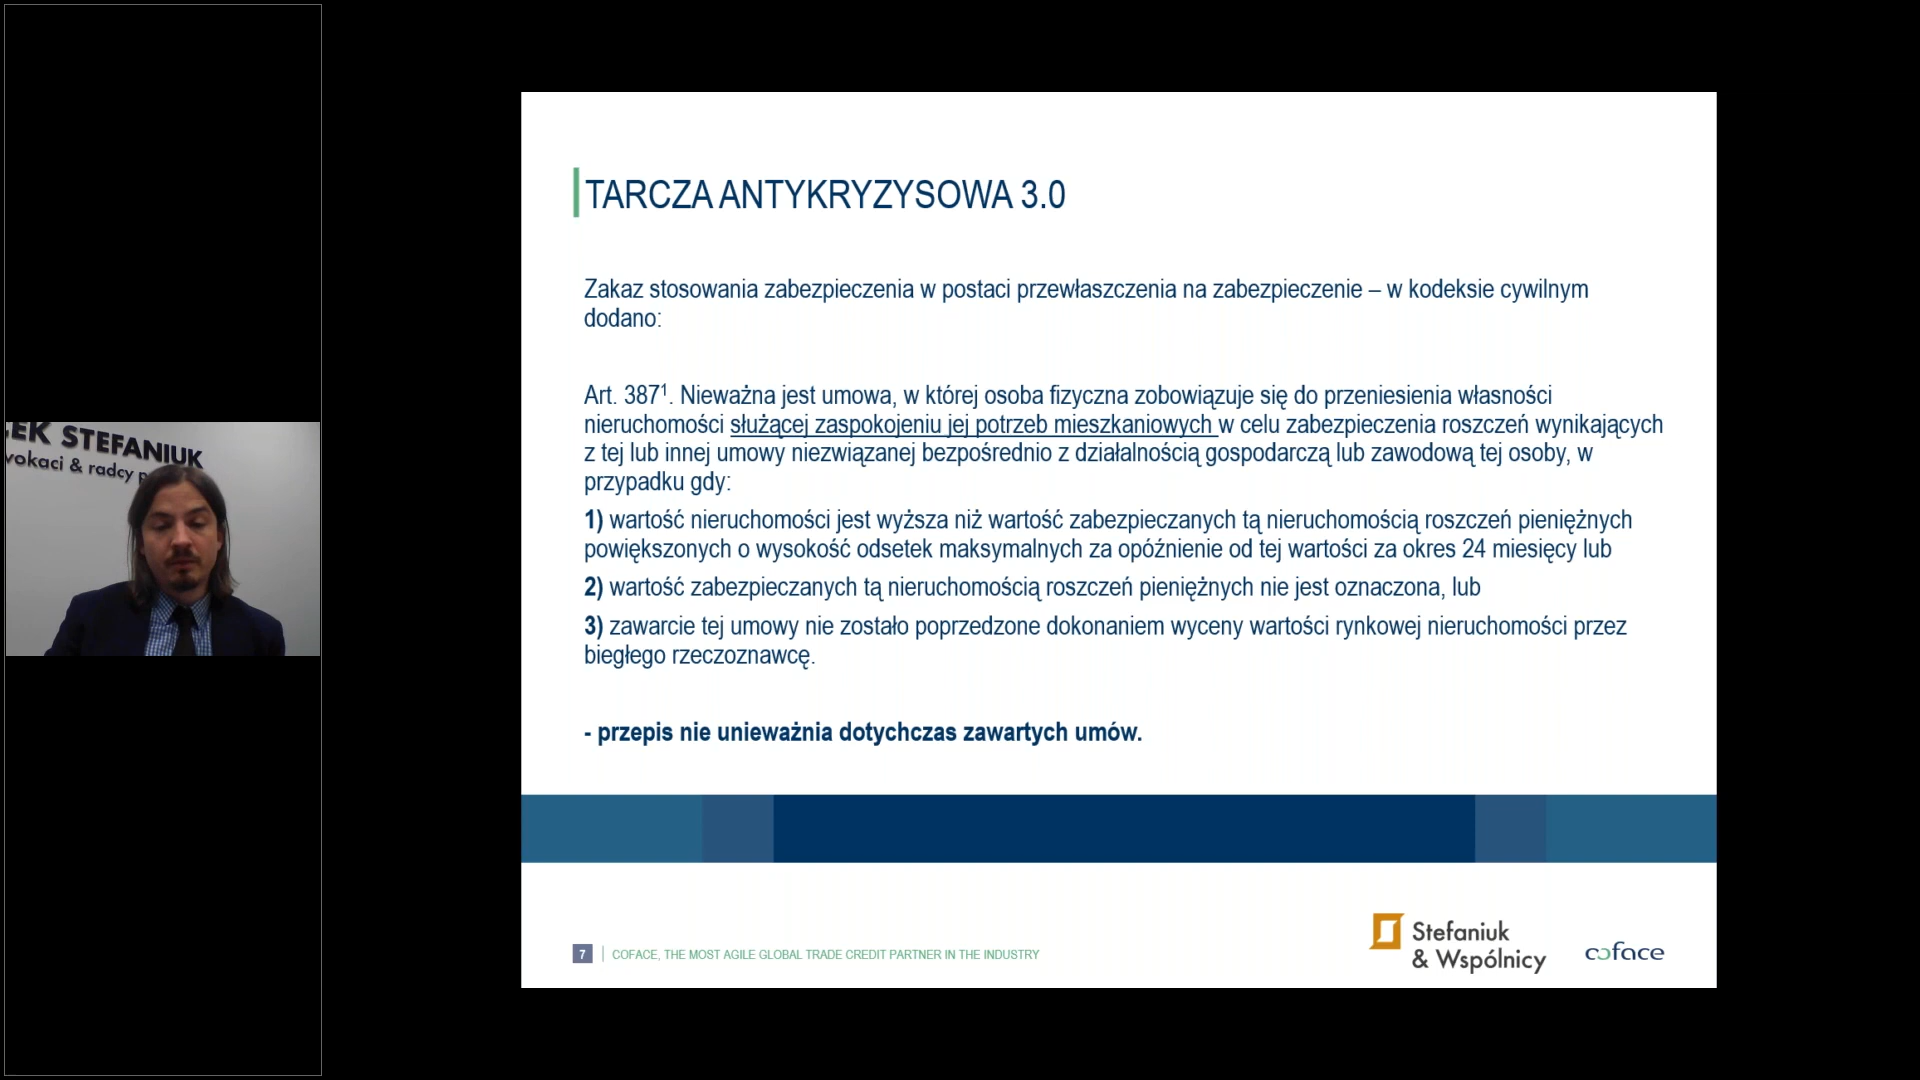 EK STEFANIUK
wokaci & radcy
TARCZA ANTYKRYZYSOWA 3.0
Zakaz stosowania zabezpieczenia w postaci przewłaszczenia na zabezpieczenie – w kodeksie cywilnym
dodano:
Art. 387¹. Nieważna jest umowa, w której osoba fizyczna zobowiązuje się do przeniesienia własności
nieruchomości służącej zaspokojeniu jej potrzeb mieszkaniowych w celu zabezpieczenia roszczeń wynikających
z tej lub innej umowy niezwiązanej bezpośrednio z działalnością gospodarczą lub zawodową tej osoby, w
przypadku gdy:
1) wartość nieruchomości jest wyższa niż wartość zabezpieczanych tą nieruchomością roszczeń pieniężnych
powiększonych o wysokość odsetek maksymalnych za opóźnienie od tej wartości za okres 24 miesięcy lub
2) wartość zabezpieczanych tą nieruchomością roszczeń pieniężnych nie jest oznaczona, lub
3) zawarcie tej umowy nie zostało poprzedzone dokonaniem wyceny wartości rynkowej nieruchomości przez
biegłego rzeczoznawcę.
- przepis nie unieważnia dotychczas zawartych umów.
7 COFACE, THE MOST AGILE GLOBAL TRADE CREDIT PARTNER IN THE INDUSTRY
Stefaniuk
& Wspólnicy
coface